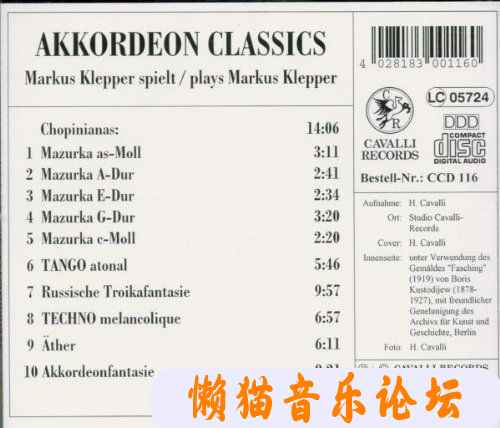 AKKORDEON CLASSICS
Markus Klepper spielt / plays Markus Klepper
Chopinianas: 14:06
1 Mazurka as-Moll 3:11
2 Mazurka A-Dur 2:41
3 Mazurka E-Dur 2:34
4 Mazurka G-Dur 3:20
5 Mazurka c-Moll 2:20
6 TANGO atonal 5:46
7 Russische Troikafantasie 9:57
8 TECHNO melancolique 6:57
9 Äther 6:11
10 Akkordeonfantasie
4 028183 001160
C R
CAVALLI
RECORDS
LC 05724
DDD
COMPACT
disc
DIGITAL AUDIO
Bestell-Nr.: CCD 116
Aufnahme: H. Cavalli
Ort: Studio Cavalli-
Records
Cover: H. Cavalli
Innenseite: unter Verwendung des
Gemäldes "Fasching"
(1919) von Boris
Kustodijew (1878-
1927), mit freundlicher
Genehmigung des
Archivs für Kunst und
Geschichte, Berlin
Foto: H. Cavalli
CAVALLI RECORDS
懒猫音乐论坛